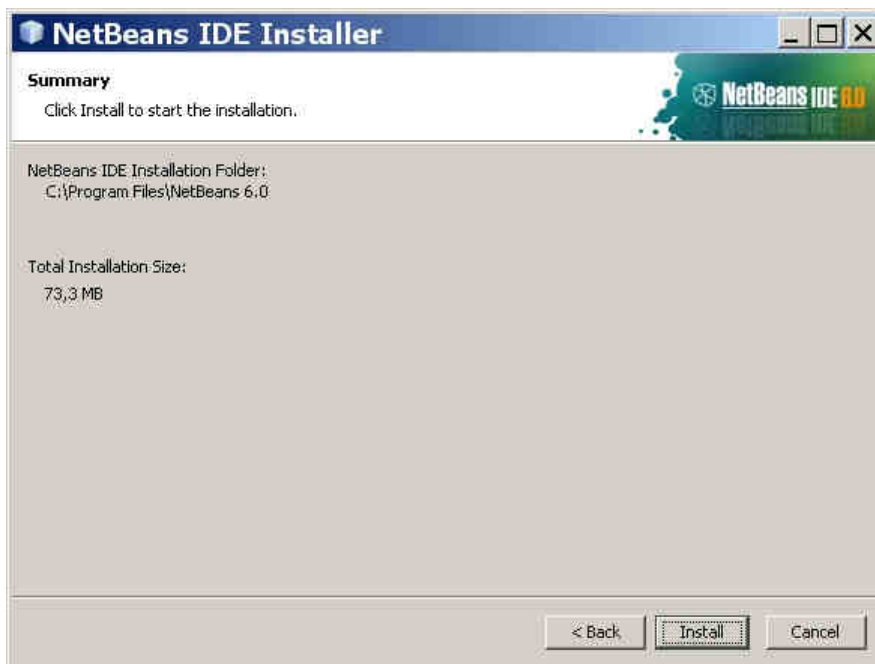 NetBeans IDE Installer
Summary
Click Install to start the installation.
NetBeans IDE 6.0
NetBeans IDE Installation Folder:
C:\Program Files\NetBeans 6.0
Total Installation Size:
73,3 MB
< Back
Install
Cancel